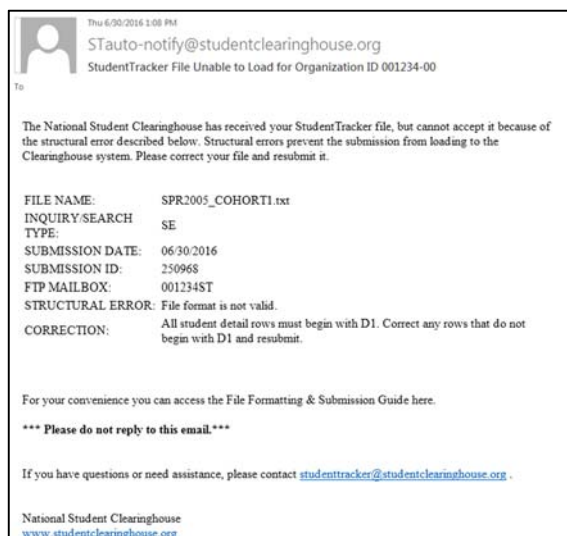 Thu 6/30/2016 1:08 PM
STauto-notify@studentclearinghouse.org
StudentTracker File Unable to Load for Organization ID 001234-00
To
The National Student Clearinghouse has received your StudentTracker file, but cannot accept it because of
the structural error described below. Structural errors prevent the submission from loading to the
Clearinghouse system. Please correct your file and resubmit it.
FILE NAME: SPR2005_COHORT1.txt
INQUIRY/SEARCH
TYPE: SE
SUBMISSION DATE: 06/30/2016
SUBMISSION ID: 250968
FTP MAILBOX: 001234ST
STRUCTURAL ERROR: File format is not valid.
CORRECTION: All student detail rows must begin with D1. Correct any rows that do not
begin with D1 and resubmit.
For your convenience you can access the File Formatting & Submission Guide here.
*** Please do not reply to this email.***
If you have questions or need assistance, please contact studenttracker@studentclearinghouse.org .
National Student Clearinghouse
www.studentclearinghouse.org